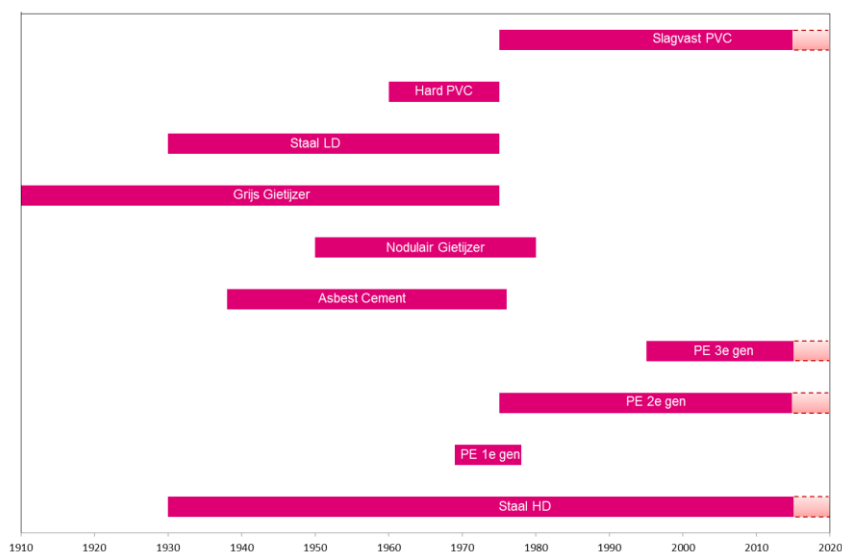 Slagvast PVC
Hard PVC
Staal LD
Grijs Gietijzer
Nodulair Gietijzer
Asbest Cement
PE 3e gen
PE 2e gen
PE 1e gen
Staal HD
1910 1920 1930 1940 1950 1960 1970 1980 1990 2000 2010 2020